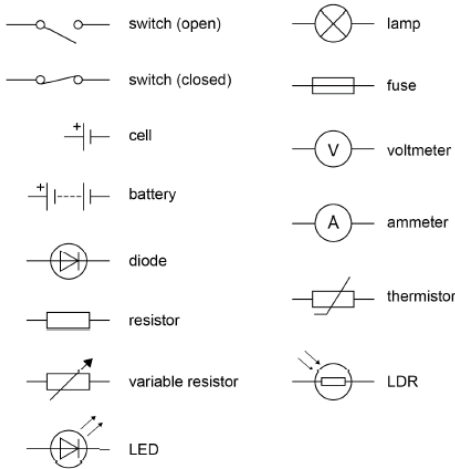 switch (open)
switch (closed)
+
cell
+
battery
diode
resistor
variable resistor
LED
lamp
fuse
V
voltmeter
A
ammeter
thermistor
LDR